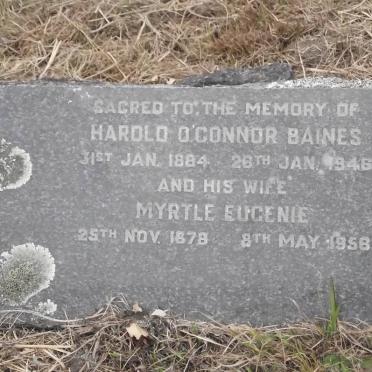 SACRED TO THE MEMORY OF
HAROLD O'CONNOR BAINES
31ST JAN. 1884 26TH JAN. 1946
AND HIS WIFE
MYRTLE EUGENIE
25TH NOV. 1878 8TH MAY 1958